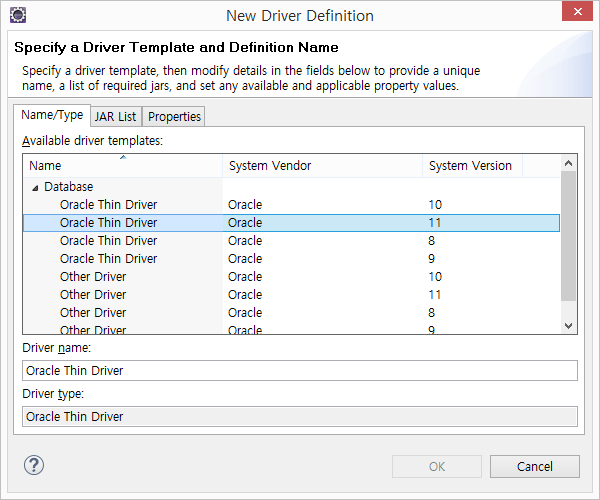 New Driver Definition
Specify a Driver Template and Definition Name
Specify a driver template, then modify details in the fields below to provide a unique
name, a list of required jars, and set any available and applicable property values.
Name/Type JAR List Properties
Available driver templates:
Name System Vendor System Version
Database
Oracle Thin Driver Oracle 10
Oracle Thin Driver Oracle 11
Oracle Thin Driver Oracle 8
Oracle Thin Driver Oracle 9
Other Driver Oracle 10
Other Driver Oracle 11
Other Driver Oracle 8
Other Driver Oracle 9
Driver name:
Oracle Thin Driver
Driver type:
Oracle Thin Driver
? OK Cancel